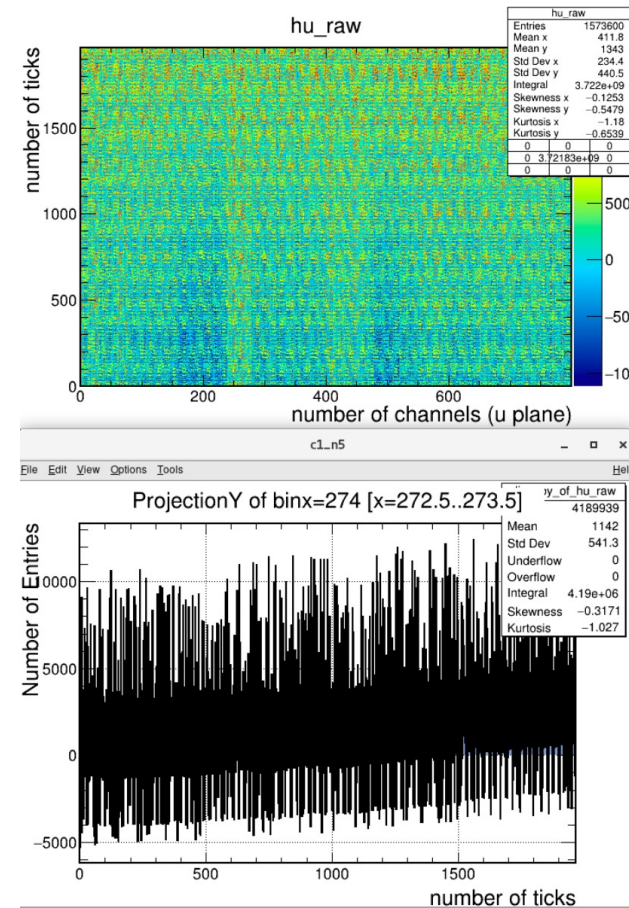 hu_raw
hu_raw
Entries 1573600
Mean x 411.8
Mean y 1343
Std Dev x 234.4
Std Dev y 440.5
Integral 3.722e+09
Skewness x −0.1253
Skewness y −0.5479
Kurtosis x −1.18
Kurtosis y −0.6539
0 0 0
0 3.72183e+09 0
0 0 0
number of ticks
1500
1000
500
0
0 200 400 600
500
0
−50
−10
number of channels (u plane)
c1_n5
File Edit View Options Tools Hel
ProjectionY of binx=274 [x=272.5..273.5]
y_of_hu_raw
4189939
Mean 1142
Std Dev 541.3
Underflow 0
Overflow 0
Integral 4.19e+06
Skewness −0.3171
Kurtosis −1.027
Number of Entries
10000
5000
0
−5000
0 500 1000 1500
number of ticks